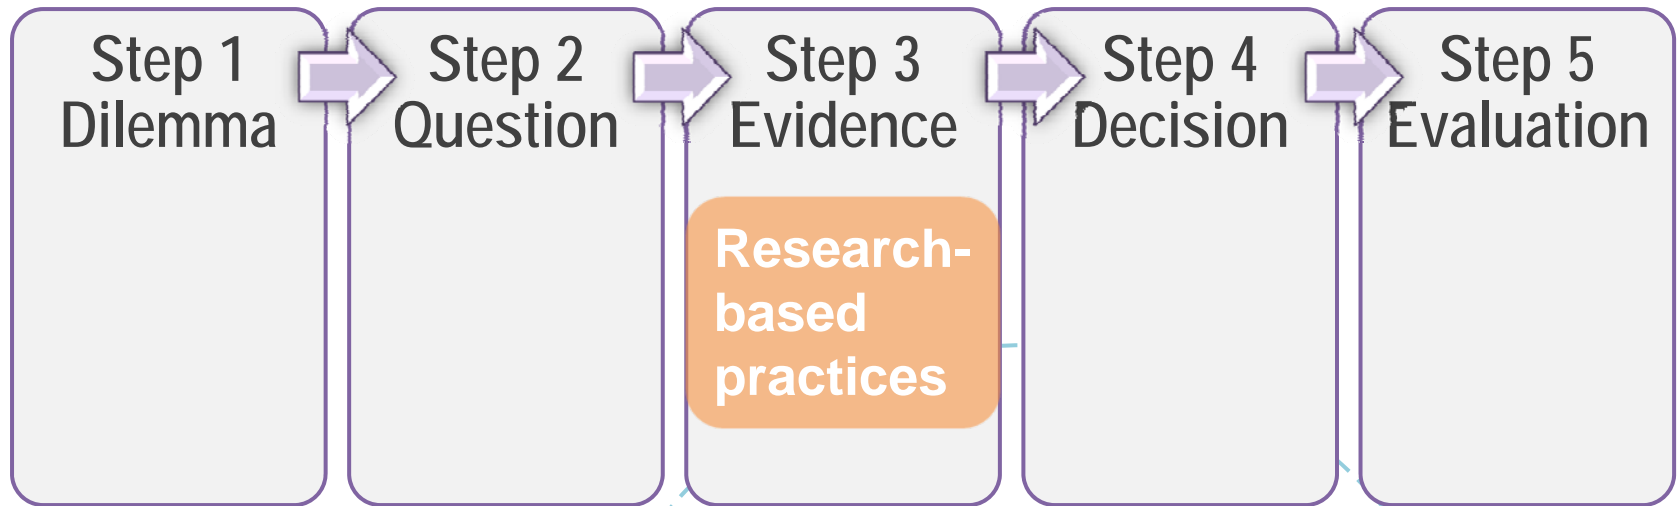 Step 1
Dilemma
Step 2
Question
Step 3
Evidence
Research-
based
practices
Step 4
Decision
Step 5
Evaluation